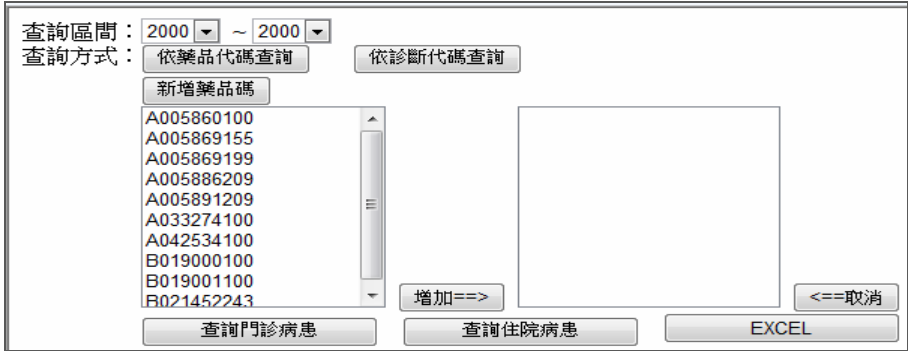 查詢區間：2000 ~ 2000
查詢方式：依藥品代碼查詢 依診斷代碼查詢
新增藥品碼
A005860100
A005869155
A005869199
A005886209
A005891209
A033274100
A042534100
B019000100
B019001100
B021452243
增加==> <==取消
查詢門診病患 查詢住院病患 EXCEL